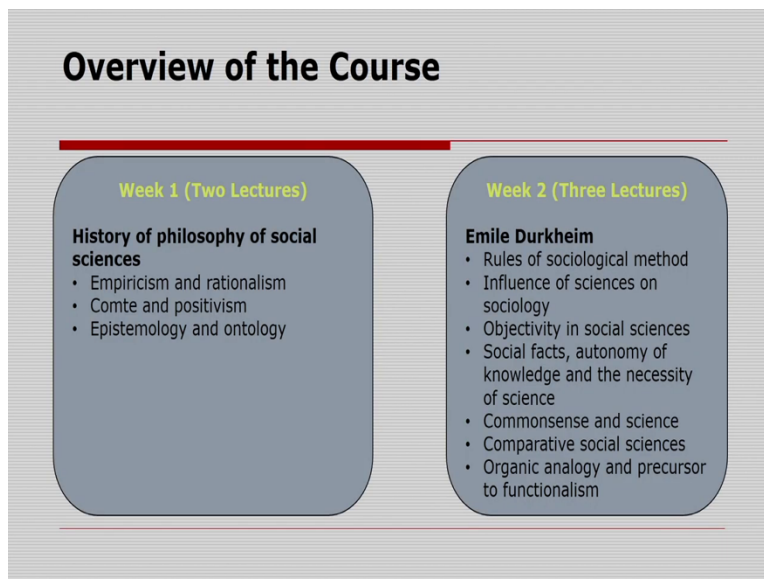 Overview of the Course
Week 1 (Two Lectures)
History of philosophy of social
sciences
• Empiricism and rationalism
• Comte and positivism
• Epistemology and ontology
Week 2 (Three Lectures)
Emile Durkheim
• Rules of sociological method
• Influence of sciences on
sociology
• Objectivity in social sciences
• Social facts, autonomy of
knowledge and the necessity
of science
• Commonsense and science
• Comparative social sciences
• Organic analogy and precursor
to functionalism